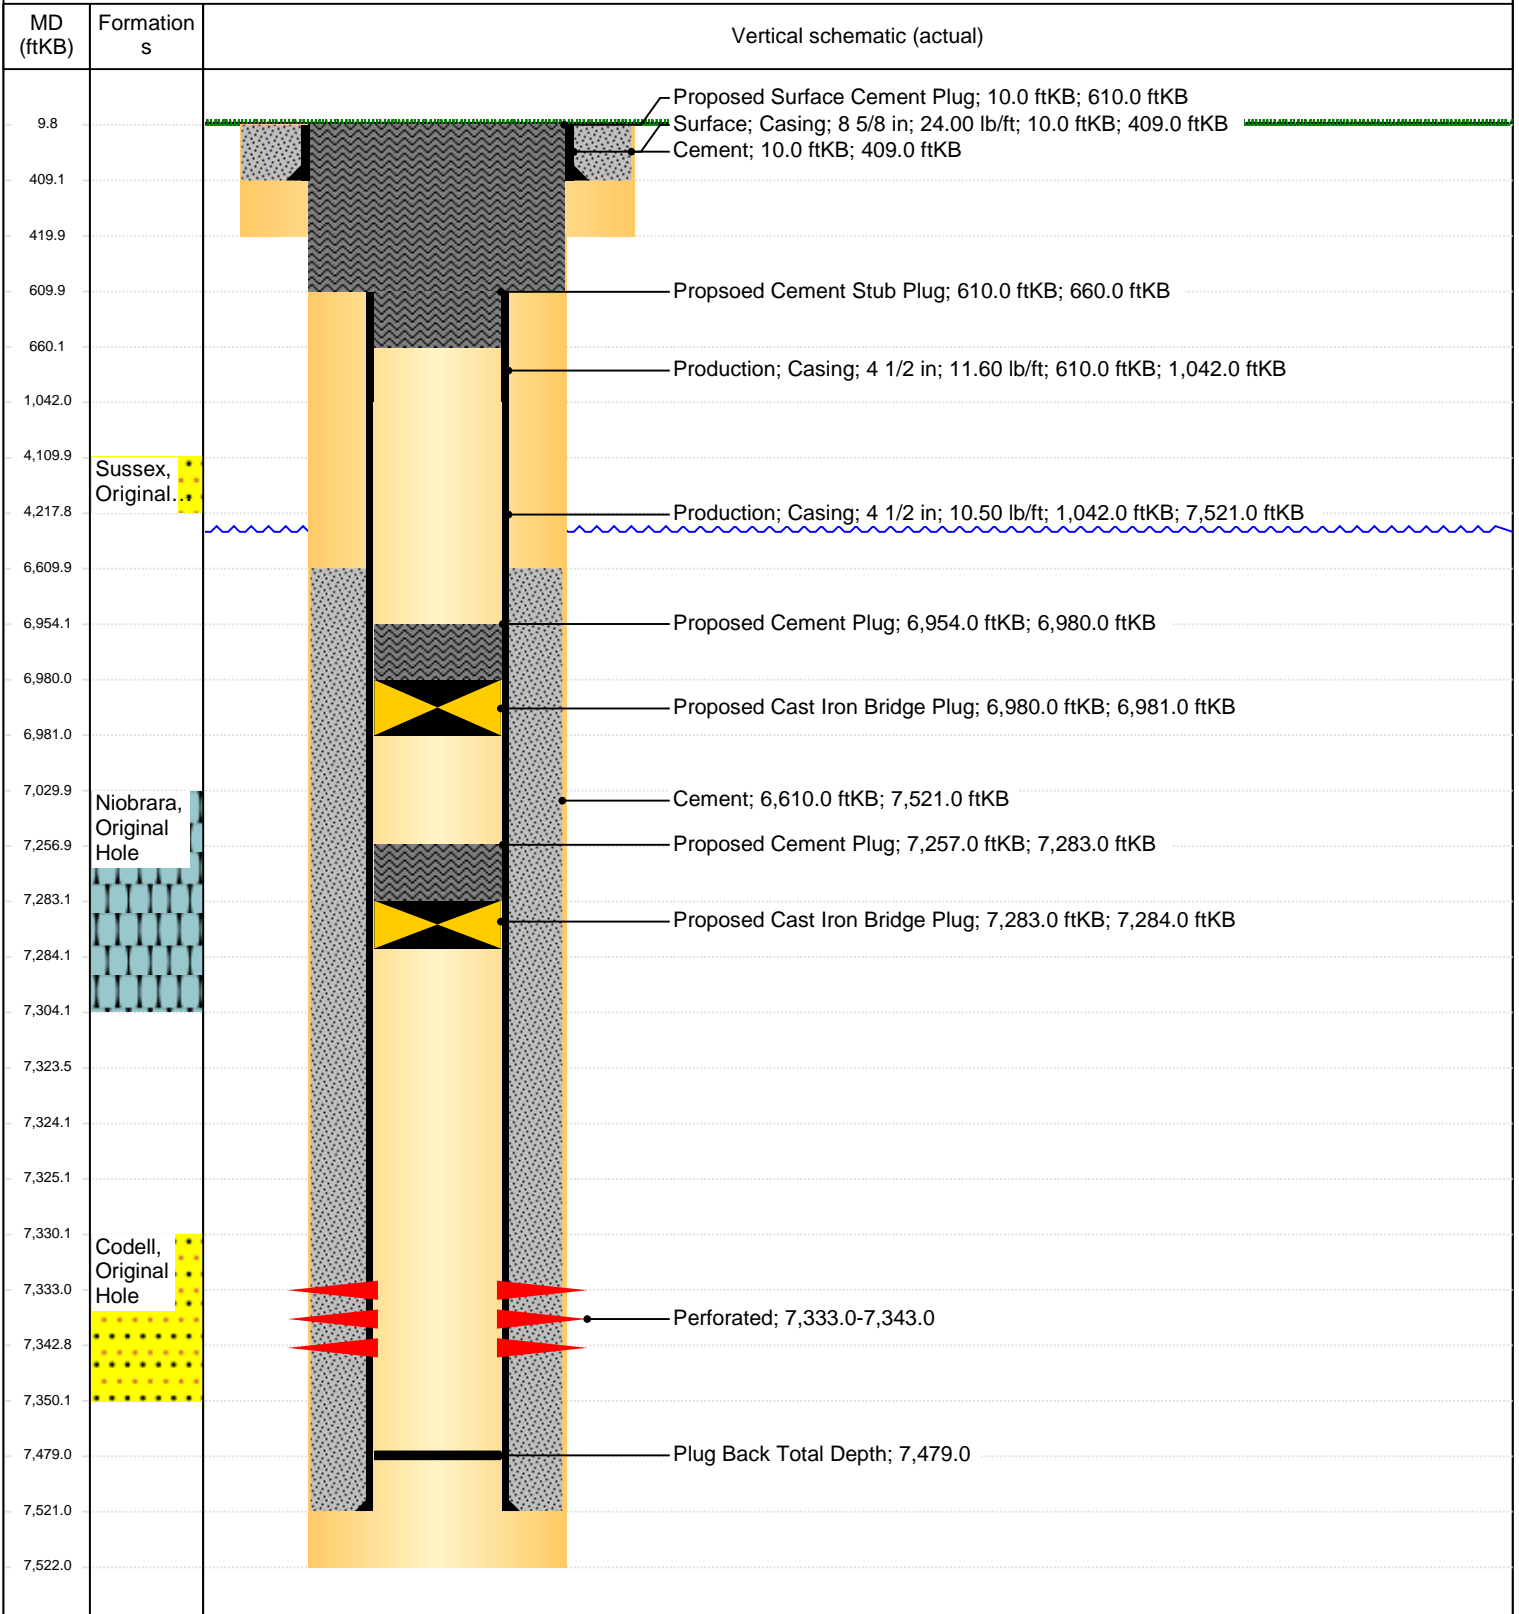 MD
(ftKB)
Formation
s
Vertical schematic (actual)
Proposed Surface Cement Plug; 10.0 ftKB; 610.0 ftKB
9.8
Surface; Casing; 8 5/8 in; 24.00 lb/ft; 10.0 ftKB; 409.0 ftKB
Cement; 10.0 ftKB; 409.0 ftKB
409.1
419.9
609.9
Propsoed Cement Stub Plug; 610.0 ftKB; 660.0 ftKB
660.1
Production; Casing; 4 1/2 in; 11.60 lb/ft; 610.0 ftKB; 1,042.0 ftKB
1,042.0
4,109.9
Sussex,
Original...
4,217.8
Production; Casing; 4 1/2 in; 10.50 lb/ft; 1,042.0 ftKB; 7,521.0 ftKB
6,609.9
6,954.1
Proposed Cement Plug; 6,954.0 ftKB; 6,980.0 ftKB
6,980.0
Proposed Cast Iron Bridge Plug; 6,980.0 ftKB; 6,981.0 ftKB
6,981.0
7,029.9
Niobrara,
Original
Hole
Cement; 6,610.0 ftKB; 7,521.0 ftKB
7,256.9
Proposed Cement Plug; 7,257.0 ftKB; 7,283.0 ftKB
7,283.1
Proposed Cast Iron Bridge Plug; 7,283.0 ftKB; 7,284.0 ftKB
7,284.1
7,304.1
7,323.5
7,324.1
7,325.1
7,330.1
Codell,
Original
Hole
7,333.0
Perforated; 7,333.0-7,343.0
7,342.8
7,350.1
7,479.0
Plug Back Total Depth; 7,479.0
7,521.0
7,522.0